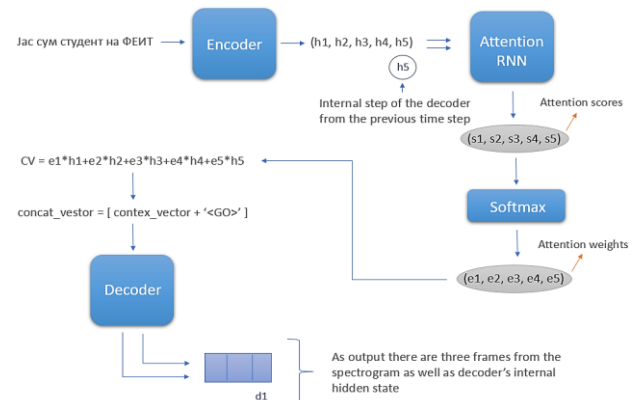 Јас сум студент на ФЕИТ
Encoder
(h1, h2, h3, h4, h5)
Attention
RNN
h5
Internal step of the decoder
from the previous time step
Attention scores
(s1, s2, s3, s4, s5)
CV = e1*h1+e2*h2+e3*h3+e4*h4+e5*h5
Softmax
concat_vestor = [ contex_vector + ‘<GO>’ ]
Attention weights
(e1, e2, e3, e4, e5)
Decoder
As output there are three frames from the
spectrogram as well as decoder’s internal
hidden state
d1